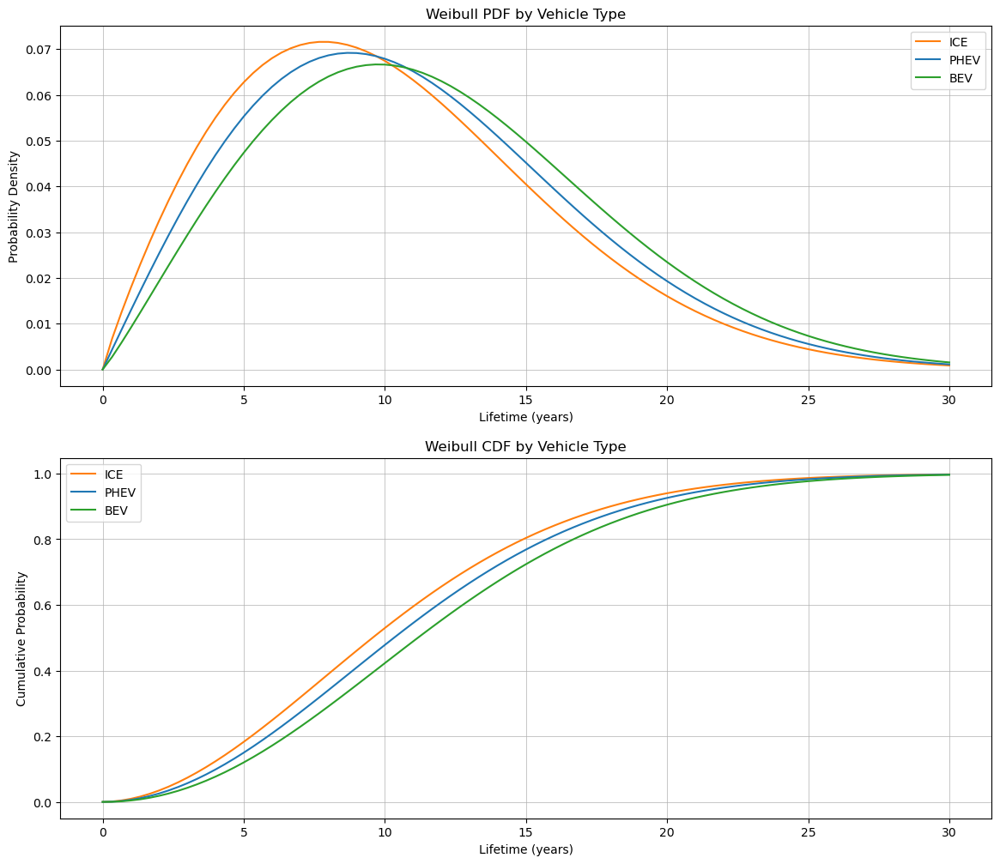 Weibull PDF by Vehicle Type
ICE
PHEV
BEV
Probability Density
0.07
0.06
0.05
0.04
0.03
0.02
0.01
0.00
0 5 10 15 20 25 30
Lifetime (years)
Weibull CDF by Vehicle Type
ICE
PHEV
BEV
Cumulative Probability
1.0
0.8
0.6
0.4
0.2
0.0
0 5 10 15 20 25 30
Lifetime (years)